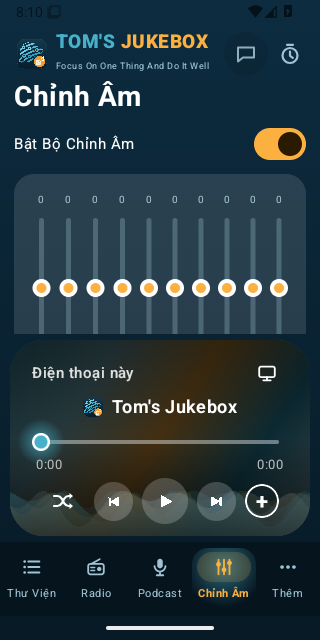 8:10
TOM'S JUKEBOX
Focus On One Thing And Do It Well
Chỉnh Âm
Bật Bộ Chỉnh Âm
0 0 0 0 0 0 0 0 0 0
Điện thoại này
Tom's Jukebox
0:00 0:00
Thư Viện Radio Podcast Chỉnh Âm Thêm